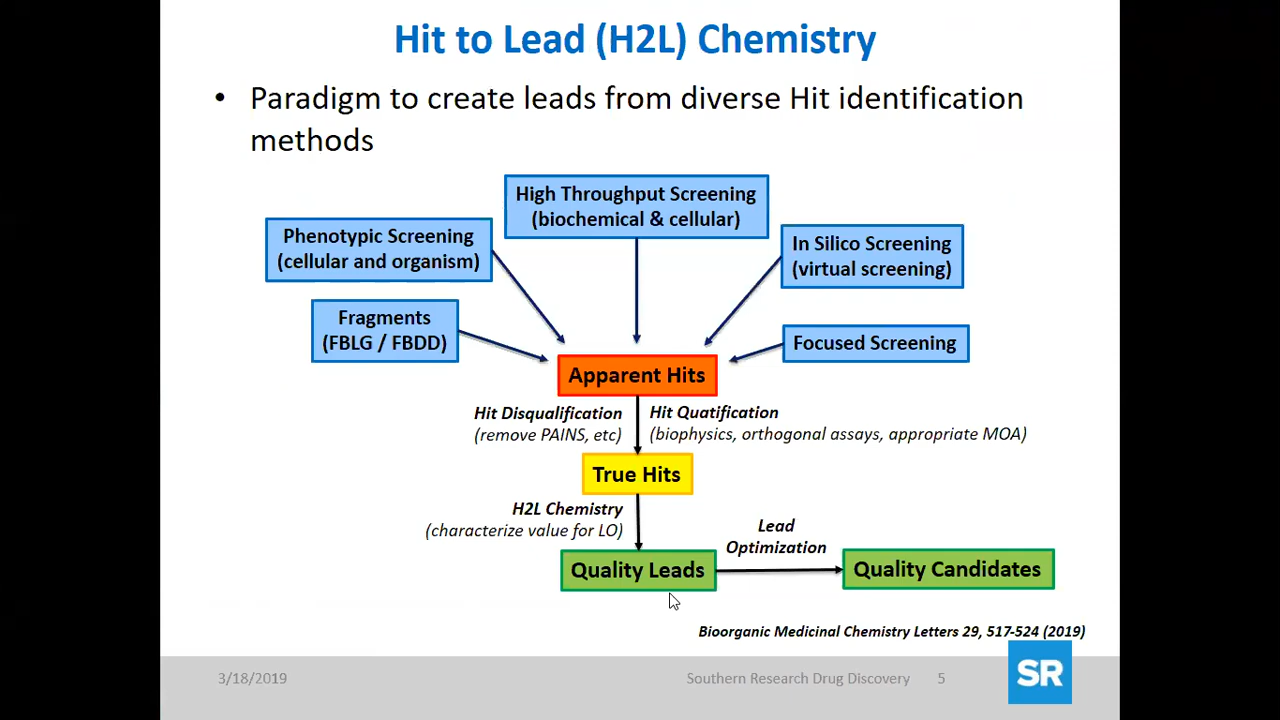 Hit to Lead (H2L) Chemistry
• Paradigm to create leads from diverse Hit identification
methods
High Throughput Screening
(biochemical & cellular)
Phenotypic Screening
(cellular and organism)
In Silico Screening
(virtual screening)
Fragments
(FBLG / FBDD)
Focused Screening
Apparent Hits
Hit Disqualification
(remove PAINS, etc)
Hit Quatification
(biophysics, orthogonal assays, appropriate MOA)
True Hits
H2L Chemistry
(characterize value for LO)
Lead
Optimization
Quality Leads
Quality Candidates
Bioorganic Medicinal Chemistry Letters 29, 517-524 (2019)
3/18/2019
Southern Research Drug Discovery
5
SR